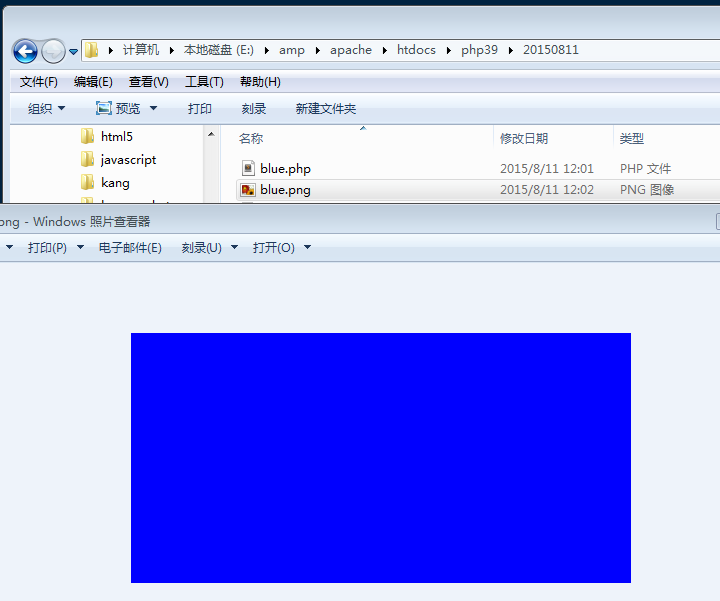 计算机 本地磁盘 (E:) amp apache htdocs php39 20150811
文件(F) 编辑(E) 查看(V) 工具(T) 帮助(H)
组织 预览 打印 刻录 新建文件夹
html5
javascript
kang
名称 修改日期 类型
blue.php 2015/8/11 12:01 PHP 文件
blue.png 2015/8/11 12:02 PNG 图像
png - Windows 照片查看器
打印(P) 电子邮件(E) 刻录(U) 打开(O)